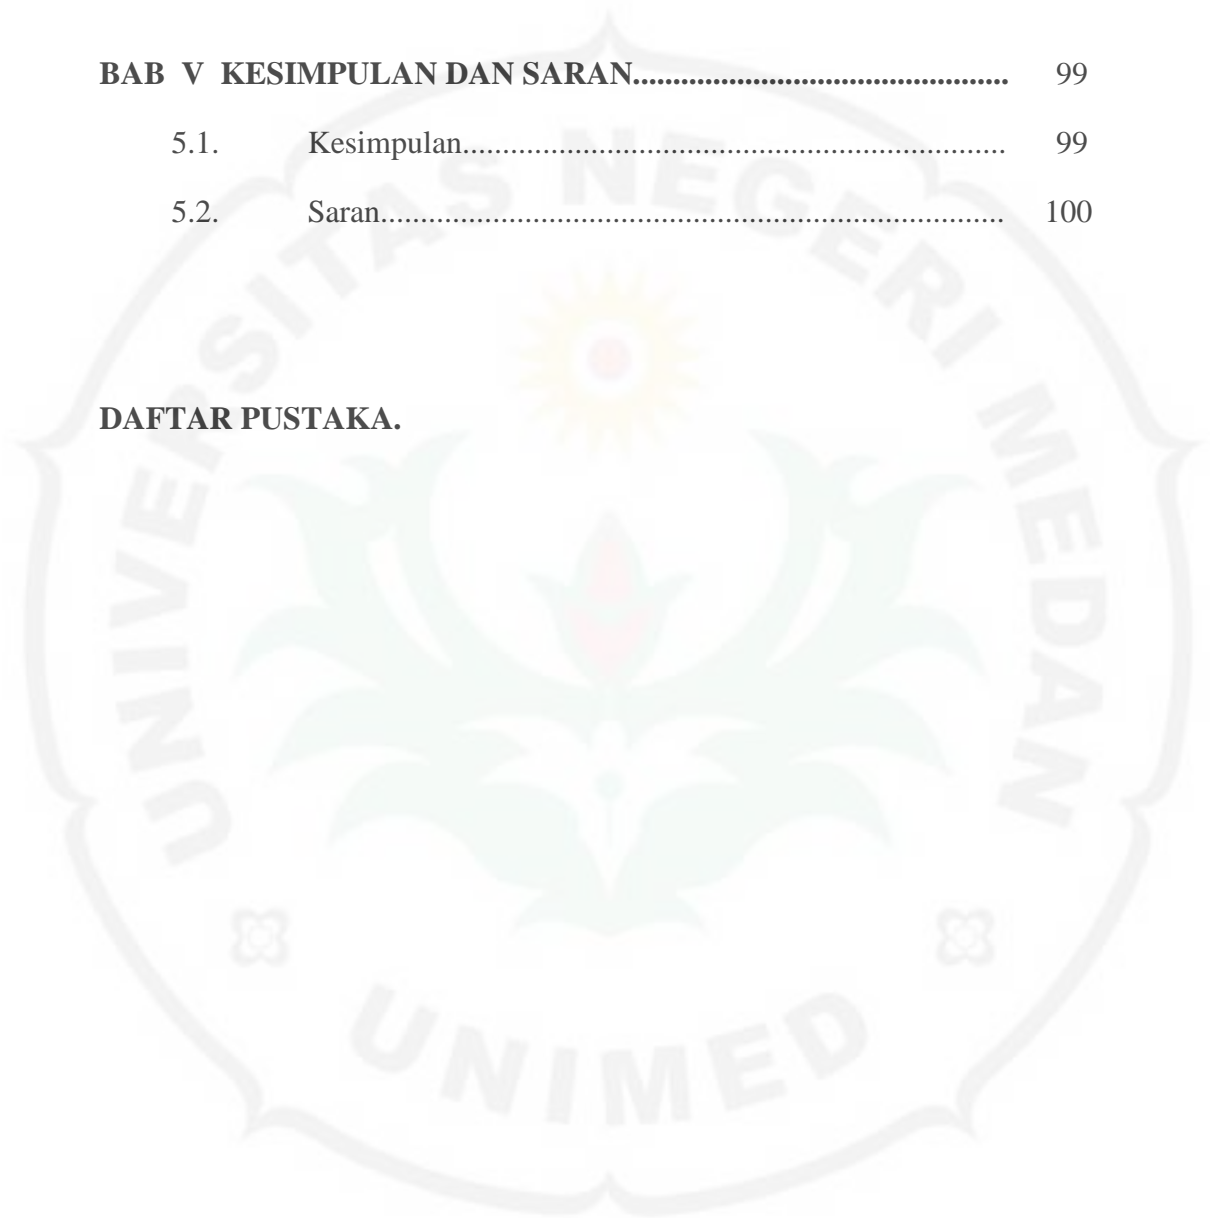 BAB V KESIMPULAN DAN SARAN............................................... 99
5.1. Kesimpulan.................................................................... 99
5.2. Saran.............................................................................. 100
DAFTAR PUSTAKA.
UNIVERSITAS NEGERI MEDAN
UNIMED